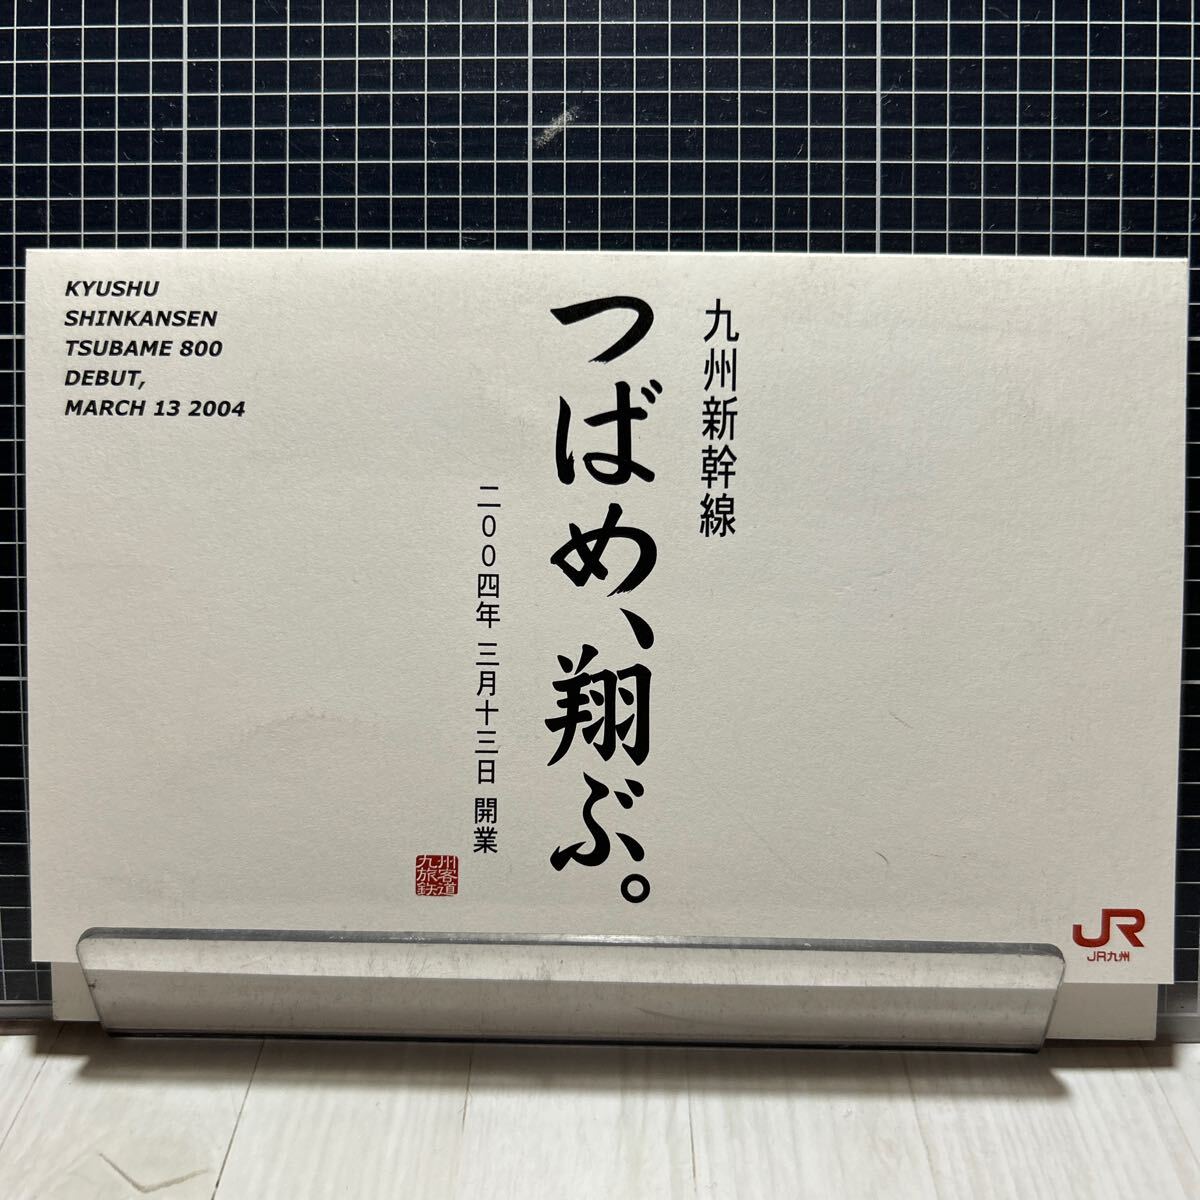 KYUSHU
SHINKANSEN
TSUBAME 800
DEBUT,
MARCH 13 2004
九州新幹線
つばめ、翔ぶ。
二〇〇四年 三月十三日 開業
九州
旅客
鉄道
JR
JR九州